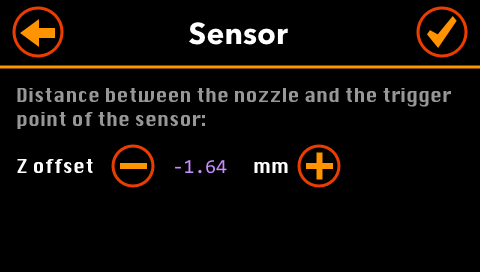 Sensor
Distance between the nozzle and the trigger
point of the sensor:
Z offset -1.64 mm